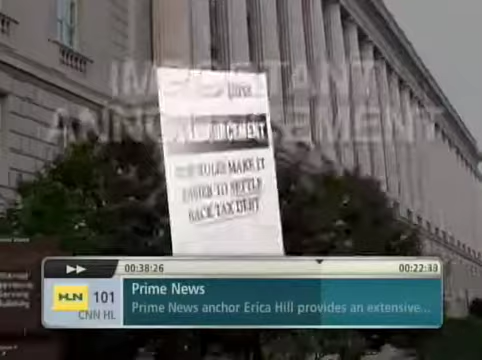 IMPORTANT
ANNOUNCEMENT
ANNOUNCEMENT
NEW RULES MAKE IT
EASIER TO SETTLE
BACK TAX DEBT
00:38:26
00:22:33
HLN 101
CNN HL
Prime News
Prime News anchor Erica Hill provides an extensive...